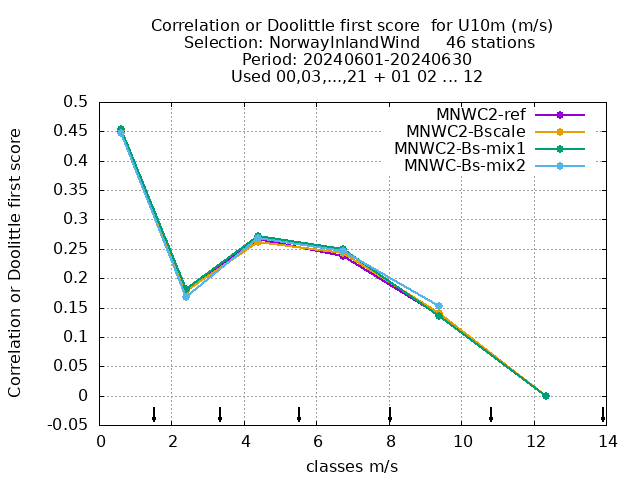 Correlation or Doolittle first score  for U10m (m/s)
Selection: NorwayInlandWind     46 stations
Period: 20240601-20240630
Used 00,03,...,21 + 01 02 ... 12
MNWC2-ref
MNWC2-Bscale
MNWC2-Bs-mix1
MNWC-Bs-mix2
Correlation or Doolittle first score
0.5
0.45
0.4
0.35
0.3
0.25
0.2
0.15
0.1
0.05
0
-0.05
0 2 4 6 8 10 12 14
classes m/s